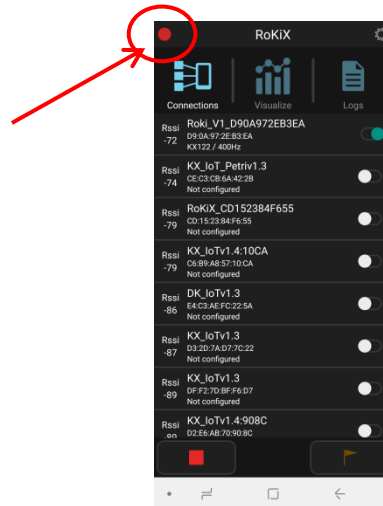 RoKiX
Connections
Visualize
Logs
Rssi
-72
Roki_V1_D90A972EB3EA
D9:0A:97:2E:B3:EA
KX122 / 400Hz
Rssi
-74
KX_IoT_Petriv1.3
CE:C3:CB:6A:42:2B
Not configured
Rssi
-79
RoKiX_CD152384F655
CD:15:23:84:F6:55
Not configured
Rssi
-79
KX_IoTv1.4:10CA
C6:B9:A8:57:10:CA
Not configured
Rssi
-86
DK_IoTv1.3
E4:C3:AE:FC:22:5A
Not configured
Rssi
-87
KX_IoTv1.3
D3:2D:7A:D7:7C:22
Not configured
Rssi
-89
KX_IoTv1.3
DF:F2:7D:BF:F6:D7
Not configured
Rssi
-89
KX_IoTv1.4:908C
D2:E6:AB:70:90:8C